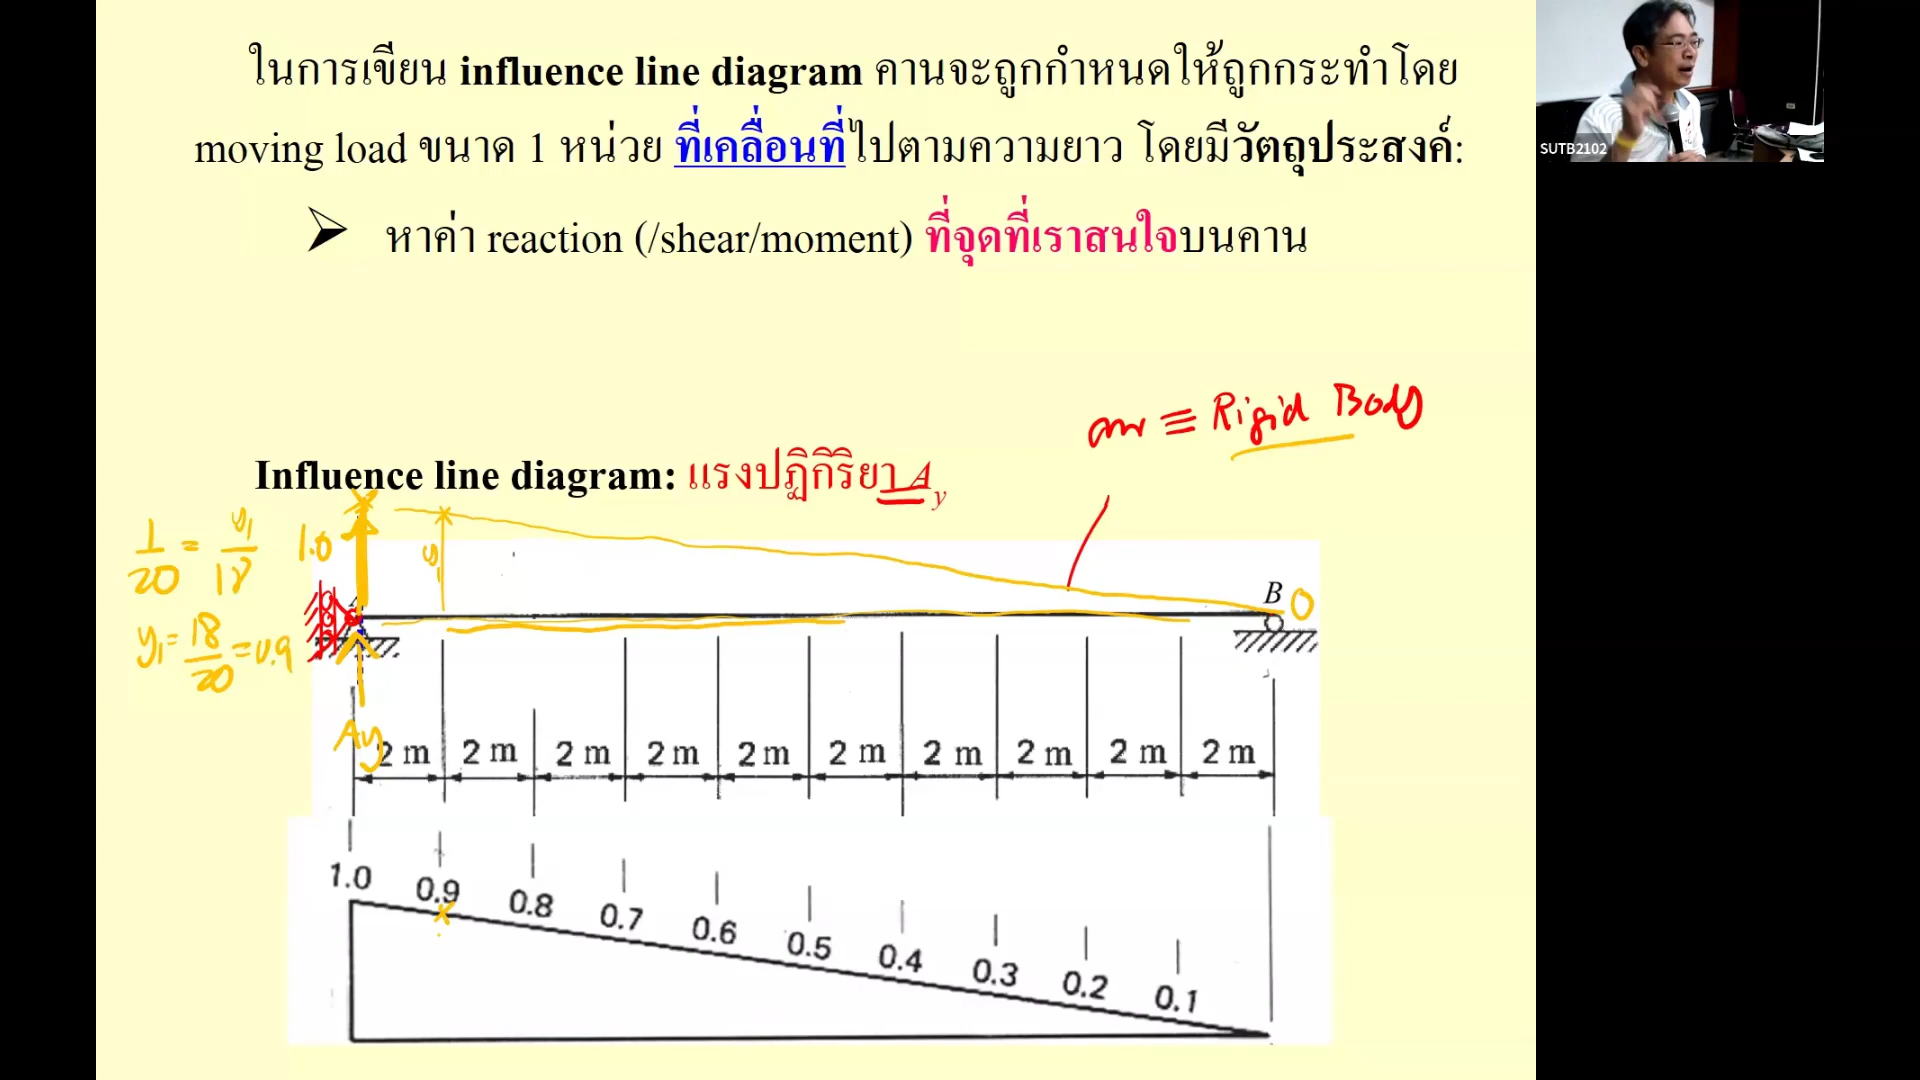 ในการเขียน influence line diagram คานจะถูกกำหนดให้ถูกกระทำโดย
moving load ขนาด 1 หน่วย ที่เคลื่อนที่ไปตามความยาว โดยมีวัตถุประสงค์:
SUTB2102
➢ หาค่า reaction (/shear/moment) ที่จุดที่เราสนใจบนคาน
≡ Rigid Body
Influence line diagram: แรงปฏิกิริยา Ay
1/20 = y1/18
1.0
y1
B
0
y1 = 18/20 = 0.9
Ay
2 m 2 m 2 m 2 m 2 m 2 m 2 m 2 m 2 m 2 m
1.0 0.9 0.8 0.7 0.6 0.5 0.4 0.3 0.2 0.1